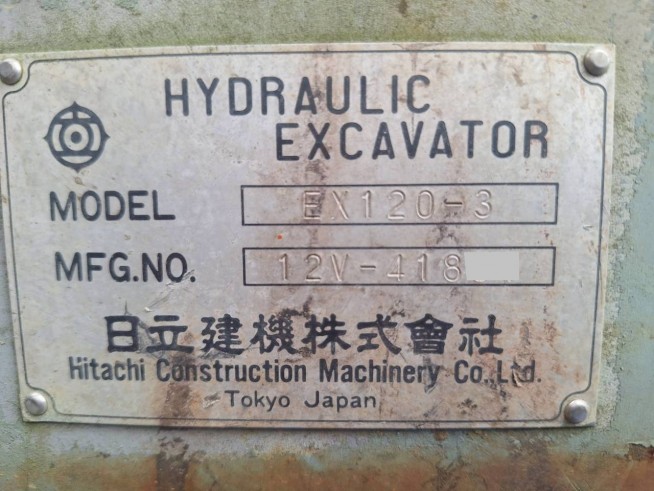 HYDRAULIC
EXCAVATOR
MODEL EX120-3
MFG.NO. 12V-418
日立建機株式會社
Hitachi Construction Machinery Co.,Ltd.
Tokyo Japan